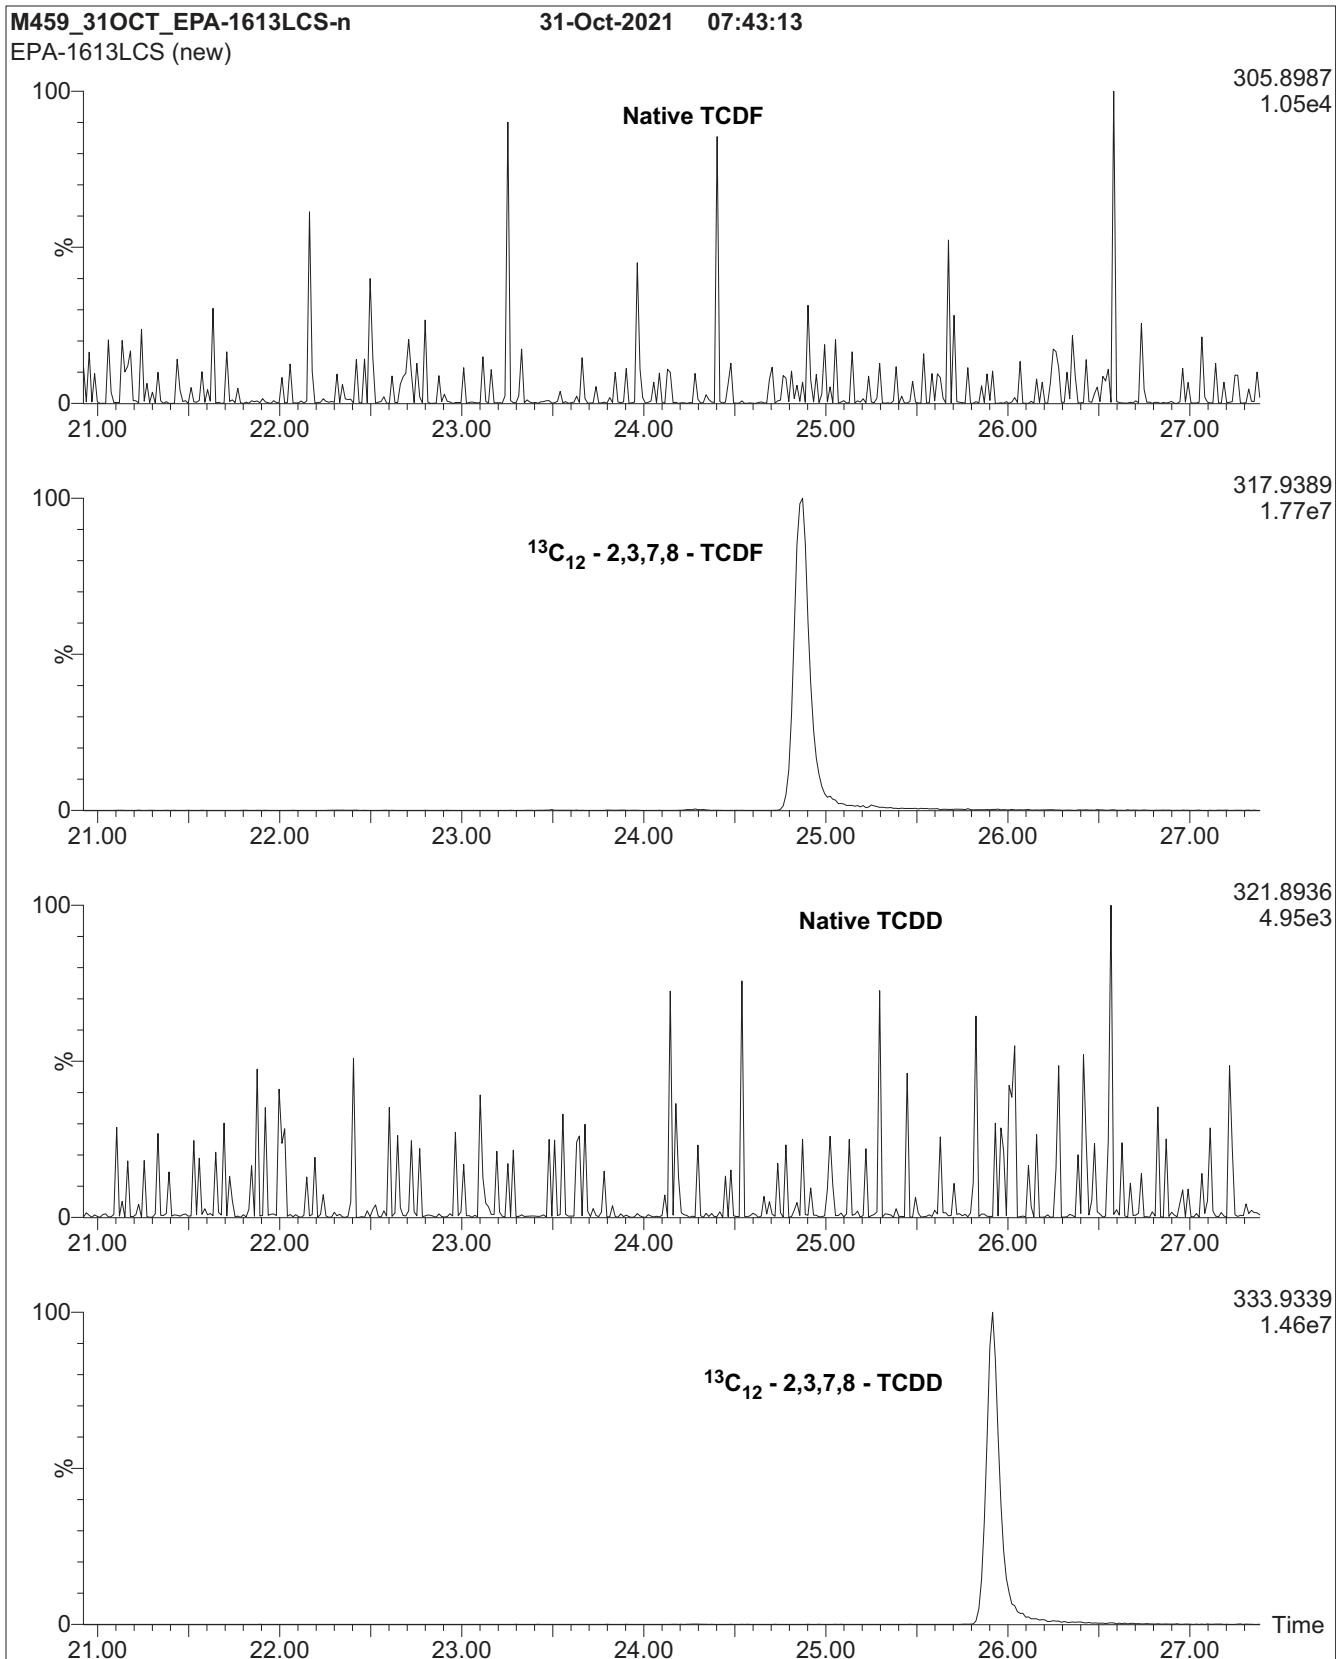 M459_31OCT_EPA-1613LCS-n 31-Oct-2021 07:43:13
EPA-1613LCS (new)
305.8987
1.05e4
Native TCDF
100
%
0
21.00 22.00 23.00 24.00 25.00 26.00 27.00
317.9389
1.77e7
¹³C₁₂ - 2,3,7,8 - TCDF
100
%
0
21.00 22.00 23.00 24.00 25.00 26.00 27.00
321.8936
4.95e3
Native TCDD
100
%
0
21.00 22.00 23.00 24.00 25.00 26.00 27.00
333.9339
1.46e7
¹³C₁₂ - 2,3,7,8 - TCDD
100
%
0
Time
21.00 22.00 23.00 24.00 25.00 26.00 27.00